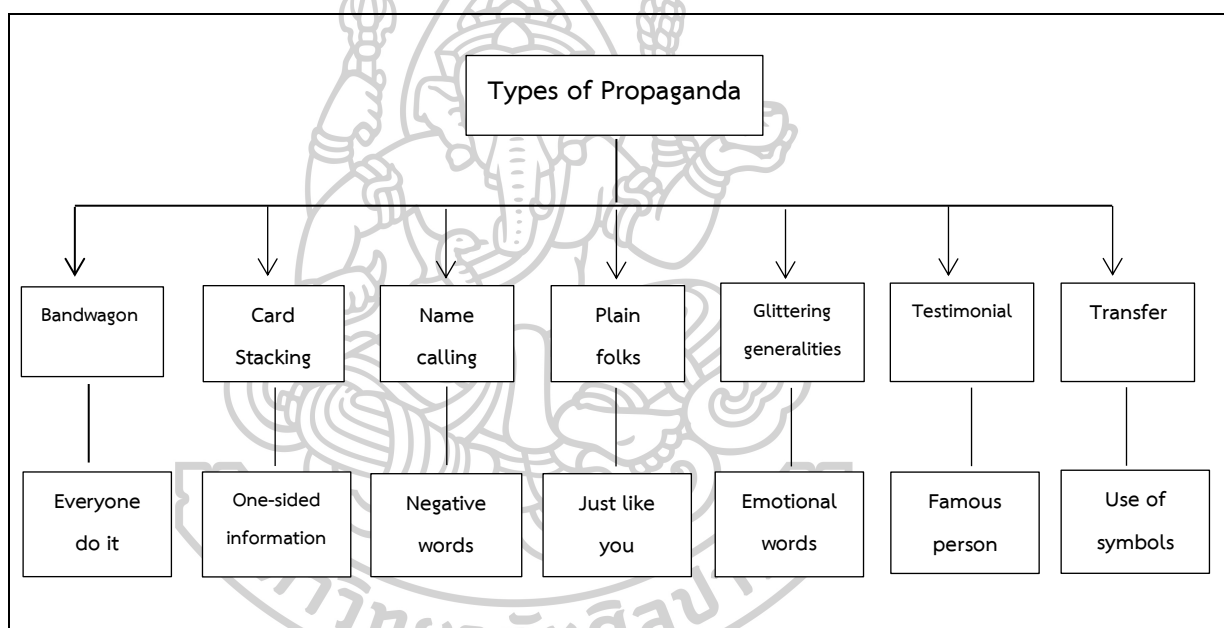 Types of Propaganda
Bandwagon
Card
Stacking
Name
calling
Plain
folks
Glittering
generalities
Testimonial
Transfer
Everyone
do it
One-sided
information
Negative
words
Just like
you
Emotional
words
Famous
person
Use of
symbols